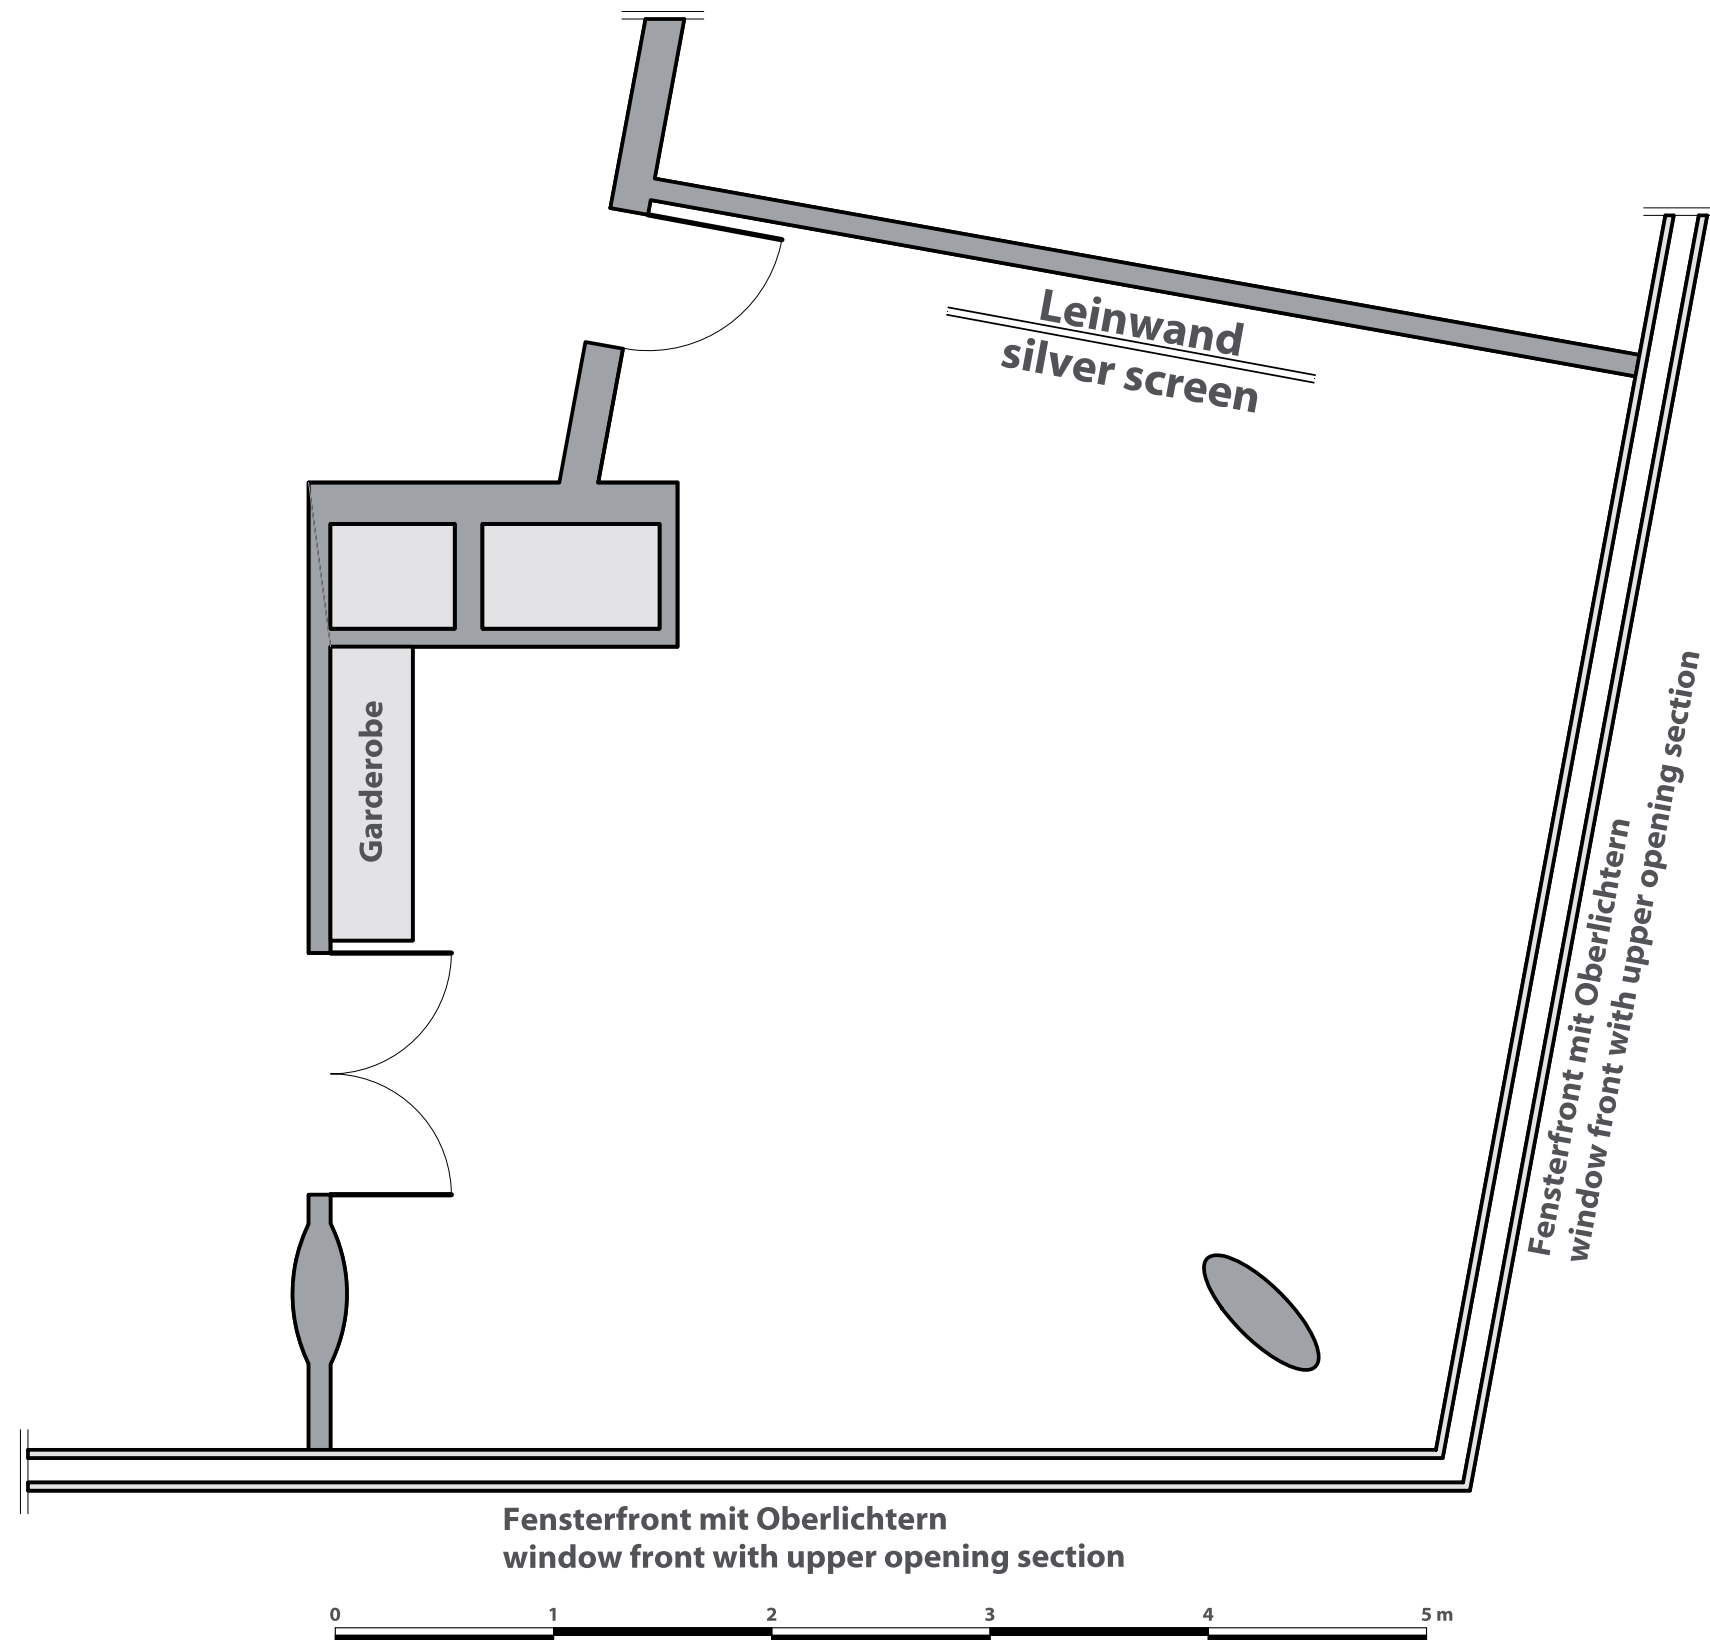 Leinwand
silver screen
Garderobe
Fensterfront mit Oberlichtern
window front with upper opening section
Fensterfront mit Oberlichtern
window front with upper opening section
0 1 2 3 4 5 m